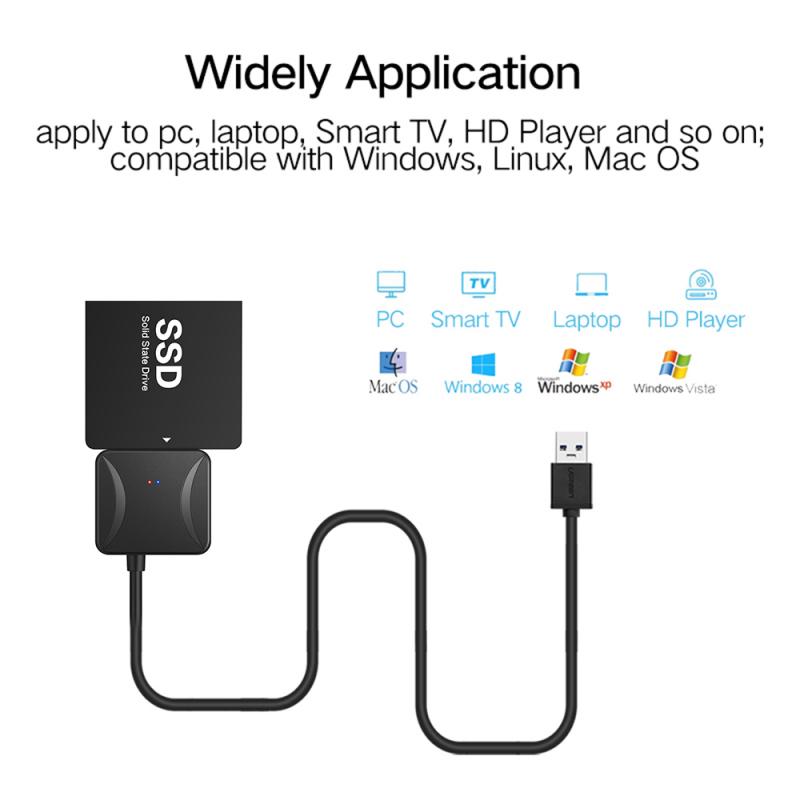 Widely Application
apply to pc, laptop, Smart TV, HD Player and so on;
compatible with Windows, Linux, Mac OS
TV
PC
Smart TV
Laptop
HD Player
Mac OS
Windows 8
Microsoft
Windows xp
Windows Vista
SSD
Solid State Drive
UGREEN